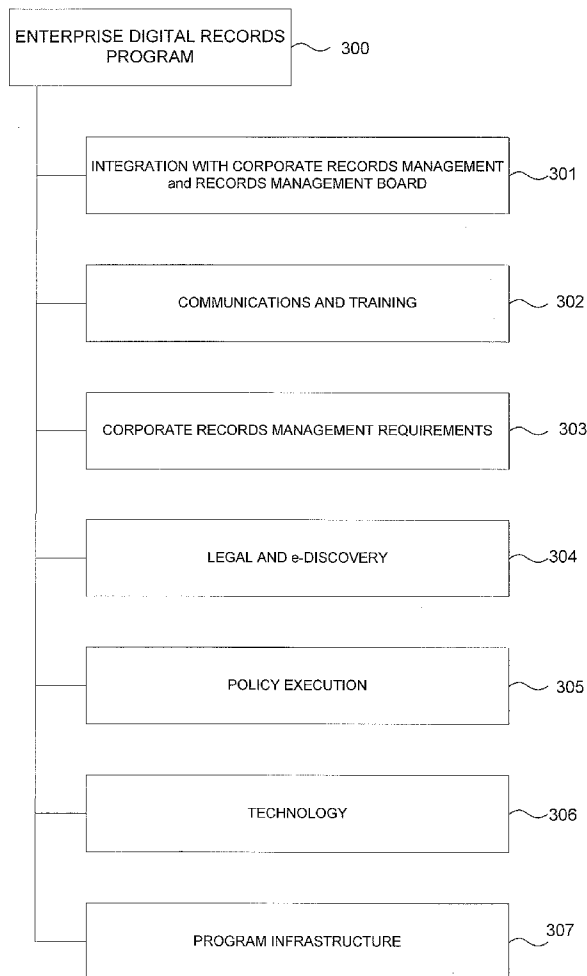 ENTERPRISE DIGITAL RECORDS
PROGRAM
300
INTEGRATION WITH CORPORATE RECORDS MANAGEMENT
and RECORDS MANAGEMENT BOARD
301
COMMUNICATIONS AND TRAINING
302
CORPORATE RECORDS MANAGEMENT REQUIREMENTS
303
LEGAL AND e-DISCOVERY
304
POLICY EXECUTION
305
TECHNOLOGY
306
PROGRAM INFRASTRUCTURE
307